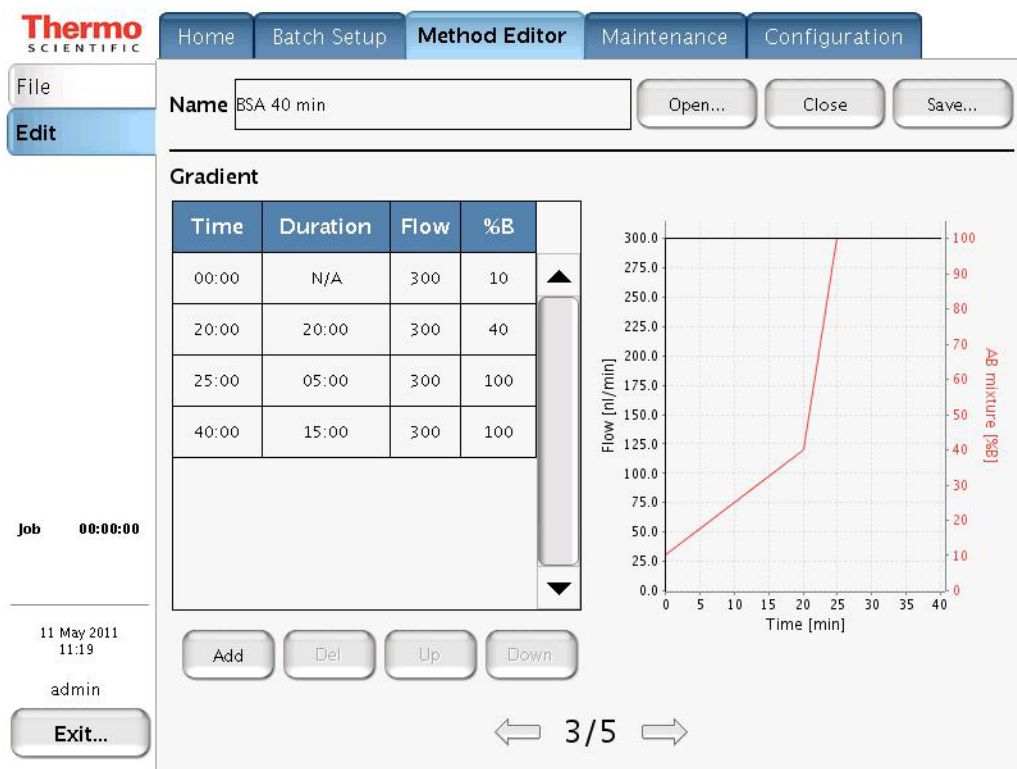 Thermo
SCIENTIFIC
Home Batch Setup Method Editor Maintenance Configuration
File
Edit
Name BSA 40 min Open... Close Save...
Gradient
Time Duration Flow %B
00:00 N/A 300 10
20:00 20:00 300 40
25:00 05:00 300 100
40:00 15:00 300 100
300.0 100
275.0 90
250.0 80
225.0 70
200.0 60
175.0 50
150.0 40
125.0 30
100.0 20
75.0 10
50.0 0
25.0
0.0
Flow [nl/min]
AB mixture [%B]
0 5 10 15 20 25 30 35 40
Time [min]
Job 00:00:00
11 May 2011
11:19
admin
Exit...
Add Del Up Down
3/5